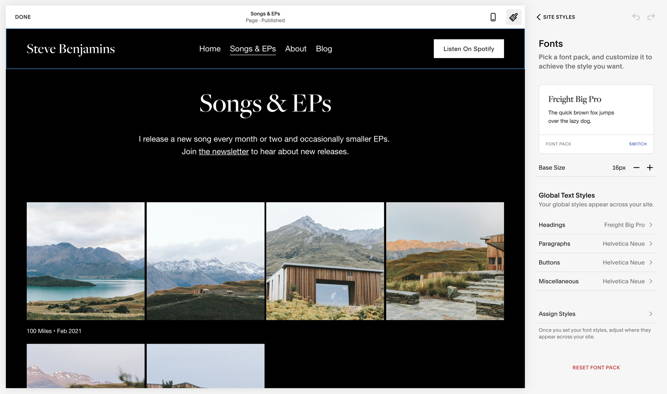 DONE
Songs & EPs
Page · Published
Steve Benjamins
Home
Songs & EPs
About
Blog
Listen On Spotify
Songs & EPs
I release a new song every month or two and occasionally smaller EPs.
Join the newsletter to hear about new releases.
100 Miles • Feb 2021
SITE STYLES
Fonts
Pick a font pack, and customize it to
achieve the style you want.
Freight Big Pro
The quick brown fox jumps
over the lazy dog.
FONT PACK
SWITCH
Base Size
16px
Global Text Styles
Your global styles appear across your site.
Headings
Freight Big Pro
Paragraphs
Helvetica Neue
Buttons
Helvetica Neue
Miscellaneous
Helvetica Neue
Assign Styles
Once you set your font styles, adjust where they
appear across your site.
RESET FONT PACK